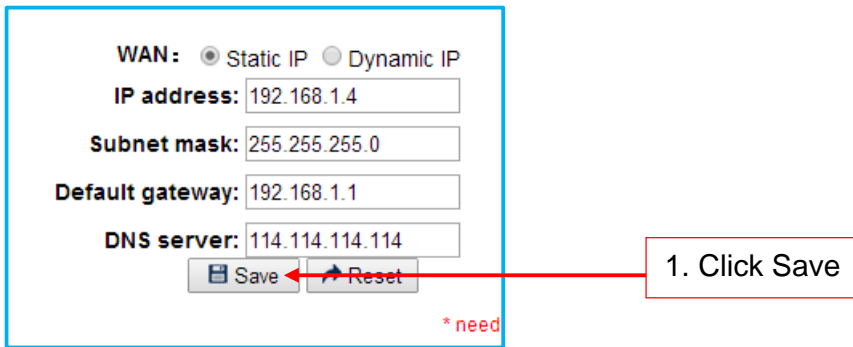 WAN： Static IP Dynamic IP
IP address: 192.168.1.4
Subnet mask: 255.255.255.0
Default gateway: 192.168.1.1
DNS server: 114.114.114.114
Save Reset
1. Click Save
* need